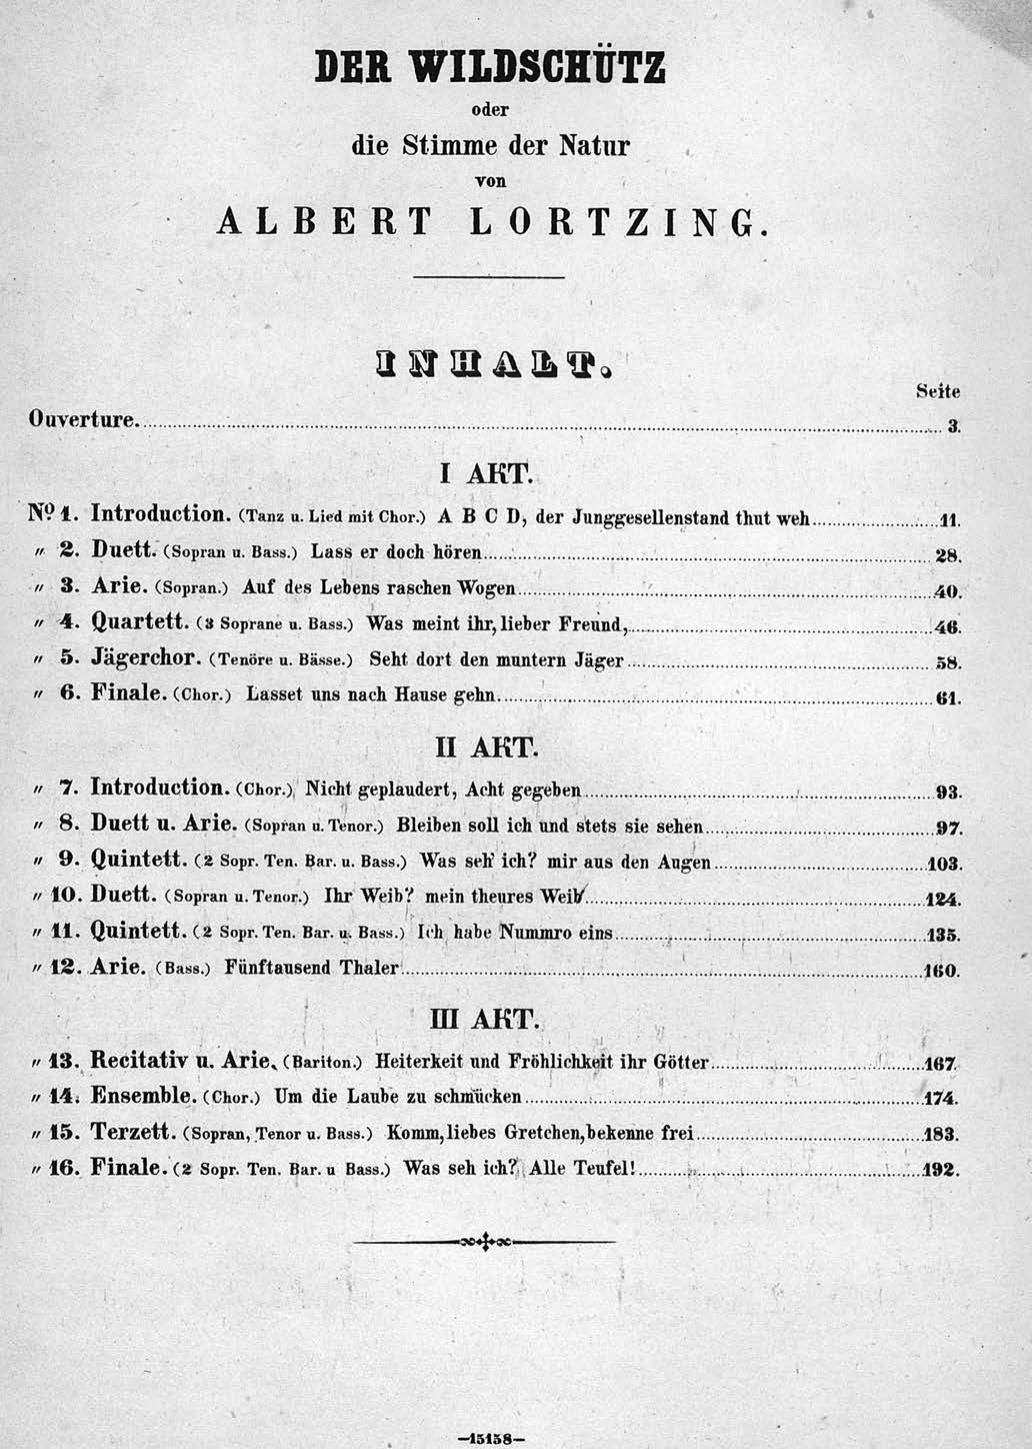 DER WILDSCHÜTZ
oder
die Stimme der Natur
von
ALBERT LORTZING.
INHALT.
Seite
Ouverture. 3.
I AKT.
No 1. Introduction. (Tanz u. Lied mit Chor.) A B C D, der Junggesellenstand thut weh 11.
" 2. Duett. (Sopran u. Bass.) Lass er doch hören 28.
" 3. Arie. (Sopran.) Auf des Lebens raschen Wogen 40.
" 4. Quartett. (3 Soprane u. Bass.) Was meint ihr, lieber Freund, 46.
" 5. Jägerchor. (Tenöre u. Bässe.) Seht dort den muntern Jäger 58.
" 6. Finale. (Chor.) Lasset uns nach Hause gehn. 61.
II AKT.
" 7. Introduction. (Chor.) Nicht geplaudert, Acht gegeben 93.
" 8. Duett u. Arie. (Sopran u. Tenor.) Bleiben soll ich und stets sie sehen 97.
" 9. Quintett. (2 Sopr. Ten. Bar. u. Bass.) Was seh' ich? mir aus den Augen 103.
" 10. Duett. (Sopran u. Tenor.) Ihr Weib? mein theures Weib 124.
" 11. Quintett. (2 Sopr. Ten. Bar. u. Bass.) Ich habe Nummro eins 135.
" 12. Arie. (Bass.) Fünftausend Thaler 160.
III AKT.
" 13. Recitativ u. Arie. (Bariton.) Heiterkeit und Fröhlichkeit ihr Götter 167.
" 14. Ensemble. (Chor.) Um die Laube zu schmücken 174.
" 15. Terzett. (Sopran, Tenor u. Bass.) Komm, liebes Gretchen, bekenne frei 183.
" 16. Finale. (2 Sopr. Ten. Bar. u Bass.) Was seh ich? Alle Teufel! 192.
—15158—